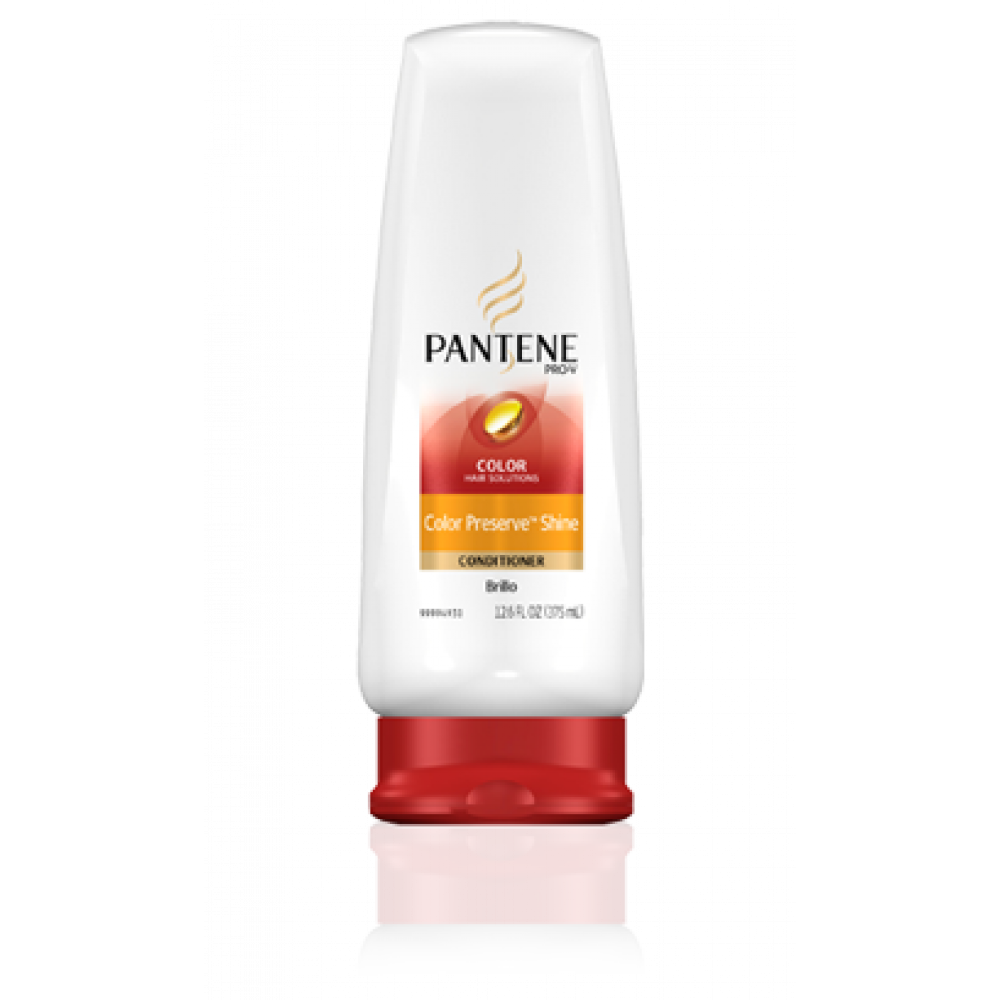 PANTENE
PRO-V
COLOR
HAIR SOLUTIONS
Color Preserve™ Shine
CONDITIONER
Brillo
12.6 FL OZ (375 mL)